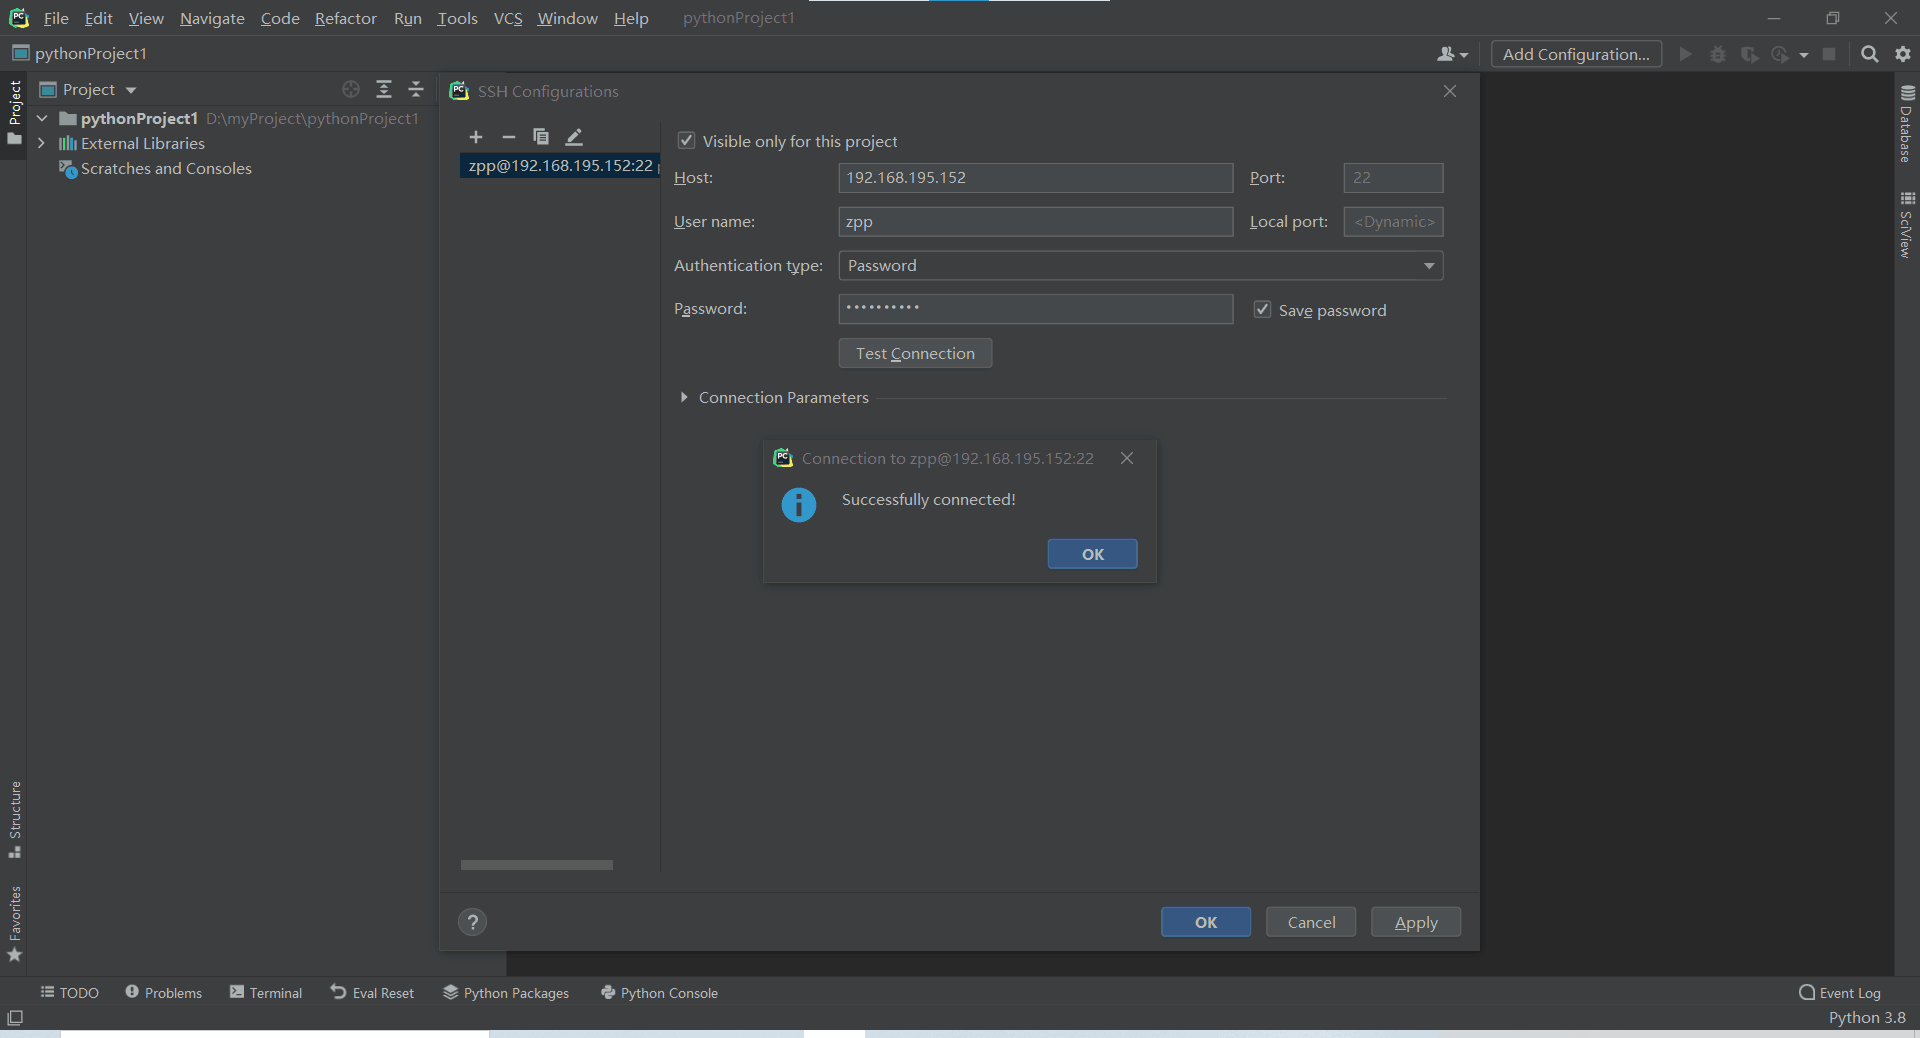 File Edit View Navigate Code Refactor Run Tools VCS Window Help pythonProject1
pythonProject1
Add Configuration...
Project
pythonProject1 D:\myProject\pythonProject1
External Libraries
Scratches and Consoles
Project
Structure
Favorites
SSH Configurations
zpp@192.168.195.152:22
Visible only for this project
Host: 192.168.195.152 Port: 22
User name: zpp Local port: <Dynamic>
Authentication type: Password
Password: •••••••••• Save password
Test Connection
Connection Parameters
Connection to zpp@192.168.195.152:22
Successfully connected!
OK
? OK Cancel Apply
Database
SciView
TODO Problems Terminal Eval Reset Python Packages Python Console Event Log
Python 3.8